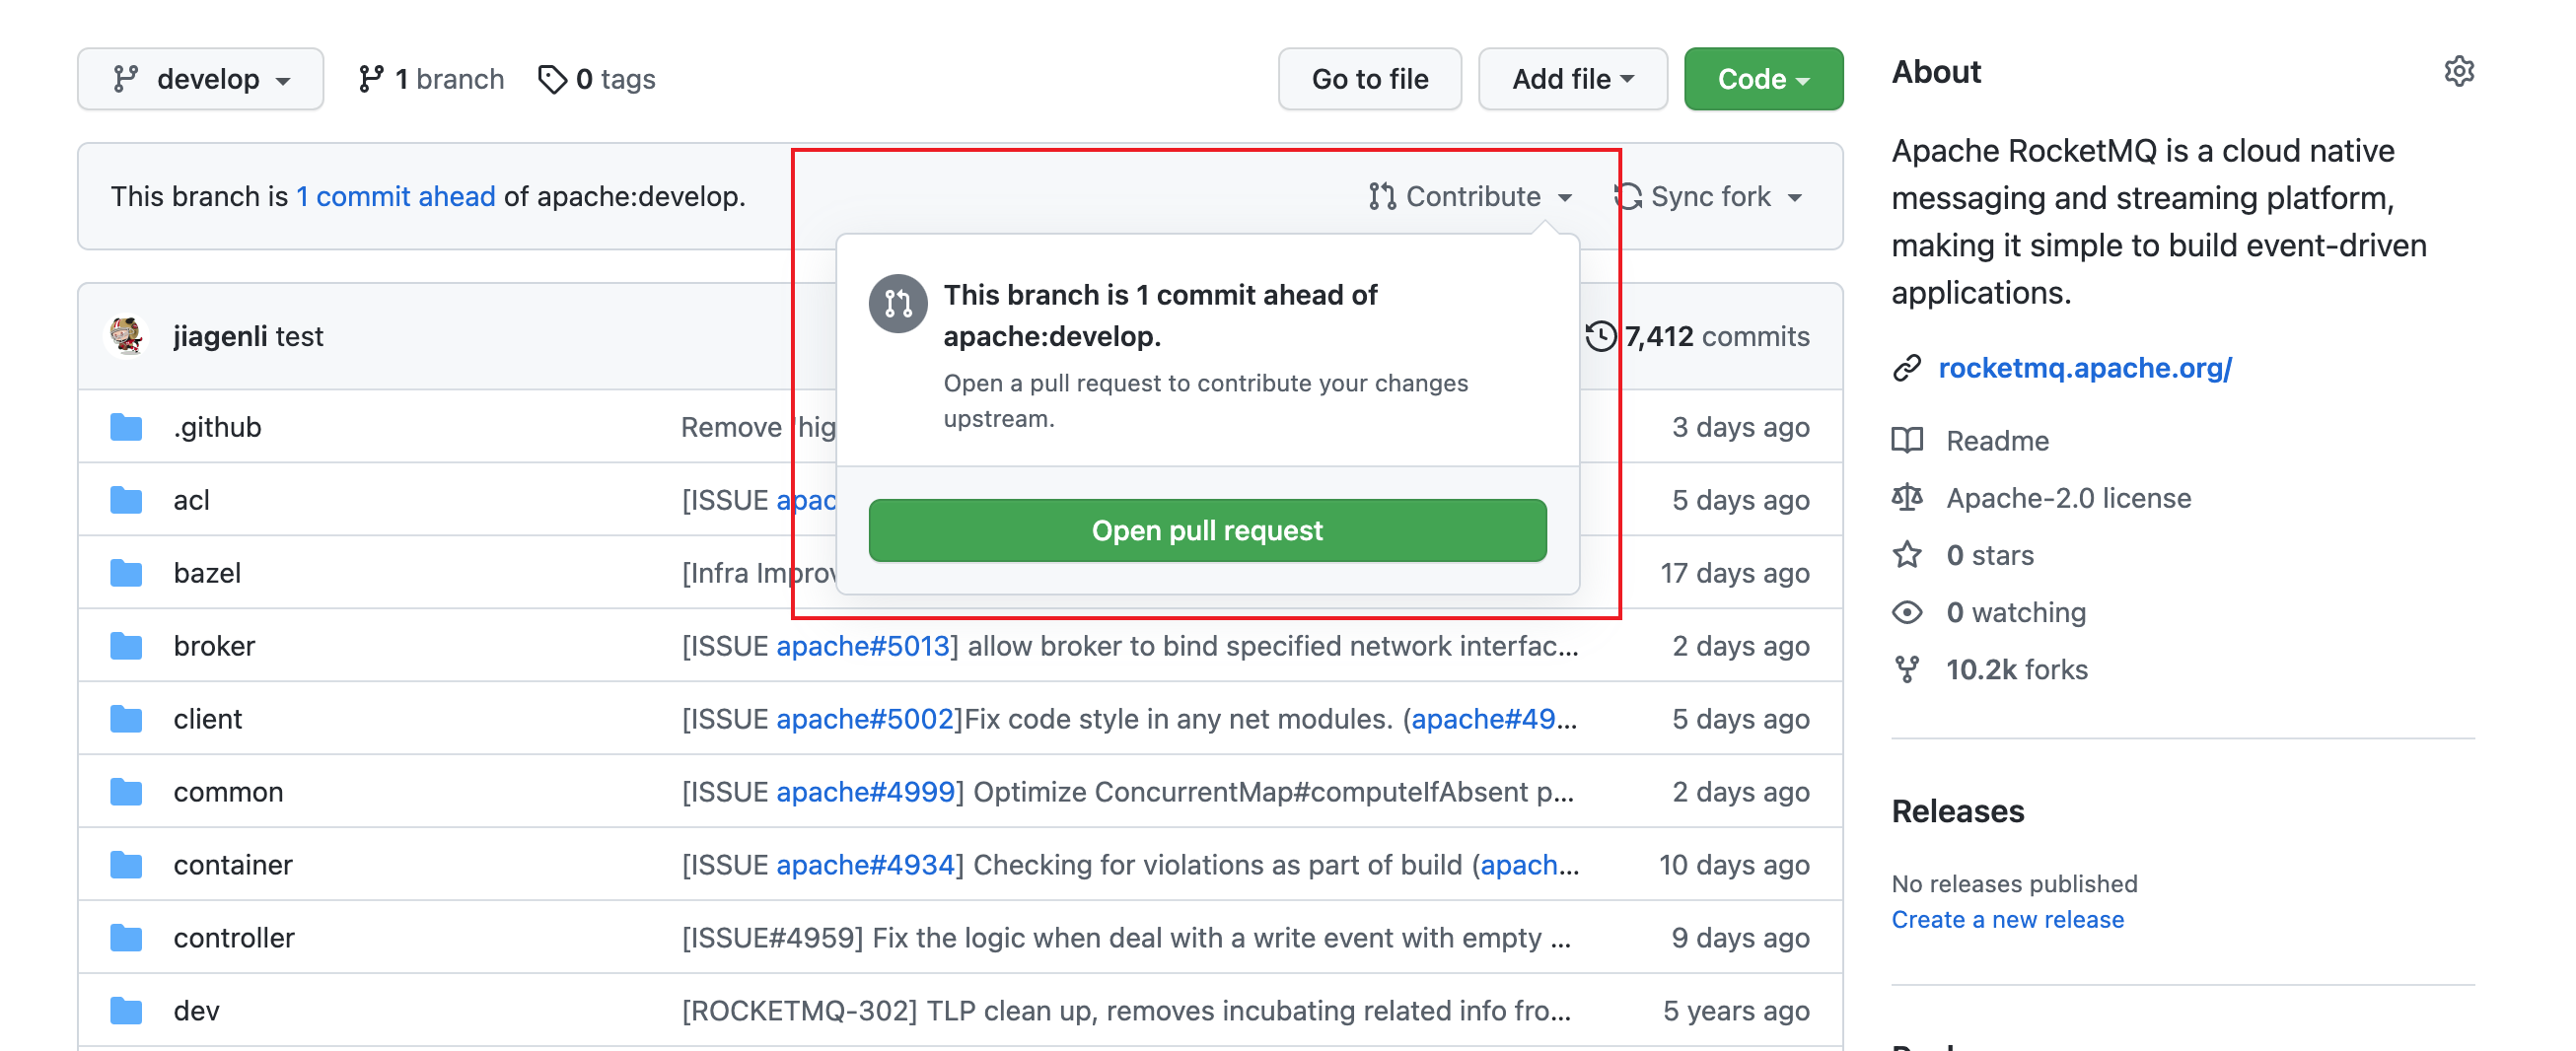 develop
1 branch
0 tags
Go to file
Add file
Code
This branch is 1 commit ahead of apache:develop.
Contribute
Sync fork
This branch is 1 commit ahead of
apache:develop.
Open a pull request to contribute your changes
upstream.
Open pull request
jiagenli test
7,412 commits
.github
Remove 'hig
3 days ago
acl
[ISSUE apac
5 days ago
bazel
[Infra Improv
17 days ago
broker
[ISSUE apache#5013] allow broker to bind specified network interfac...
2 days ago
client
[ISSUE apache#5002]Fix code style in any net modules. (apache#49...
5 days ago
common
[ISSUE apache#4999] Optimize ConcurrentMap#computeIfAbsent p...
2 days ago
container
[ISSUE apache#4934] Checking for violations as part of build (apach...
10 days ago
controller
[ISSUE#4959] Fix the logic when deal with a write event with empty ...
9 days ago
dev
[ROCKETMQ-302] TLP clean up, removes incubating related info fro...
5 years ago
About
Apache RocketMQ is a cloud native
messaging and streaming platform,
making it simple to build event-driven
applications.
rocketmq.apache.org/
Readme
Apache-2.0 license
0 stars
0 watching
10.2k forks
Releases
No releases published
Create a new release